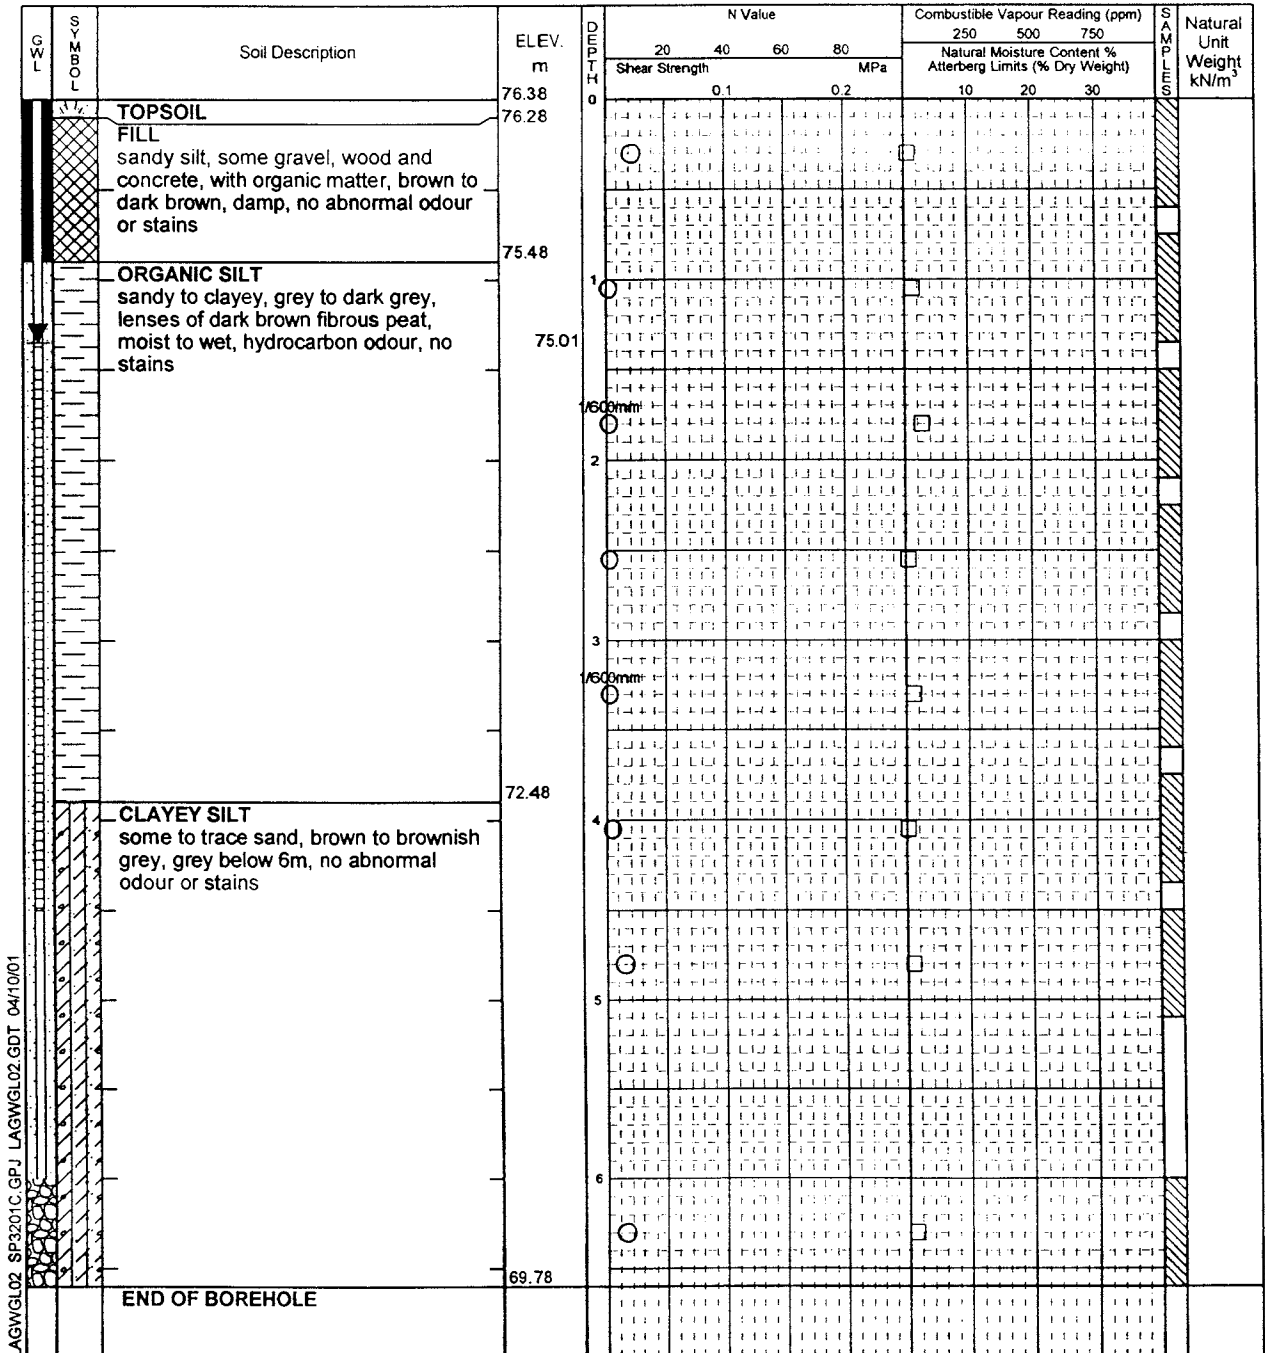 GWL
SYMBOL
Soil Description
ELEV.
m
DEPTH
N Value
20 40 60 80
Shear Strength MPa
0.1 0.2
Combustible Vapour Reading (ppm)
250 500 750
Natural Moisture Content %
Atterberg Limits (% Dry Weight)
10 20 30
SAMPLES
Natural
Unit
Weight
kN/m³
76.38
0
TOPSOIL
76.28
FILL
sandy silt, some gravel, wood and
concrete, with organic matter, brown to
dark brown, damp, no abnormal odour
or stains
75.48
ORGANIC SILT
sandy to clayey, grey to dark grey,
lenses of dark brown fibrous peat,
moist to wet, hydrocarbon odour, no
stains
1
75.01
1/600mm
2
3
1/600mm
72.48
CLAYEY SILT
some to trace sand, brown to brownish
grey, grey below 6m, no abnormal
odour or stains
4
5
6
69.78
END OF BOREHOLE
AGWGL02 SP3201C.GPJ LAGWGL02.GDT 04/10/01